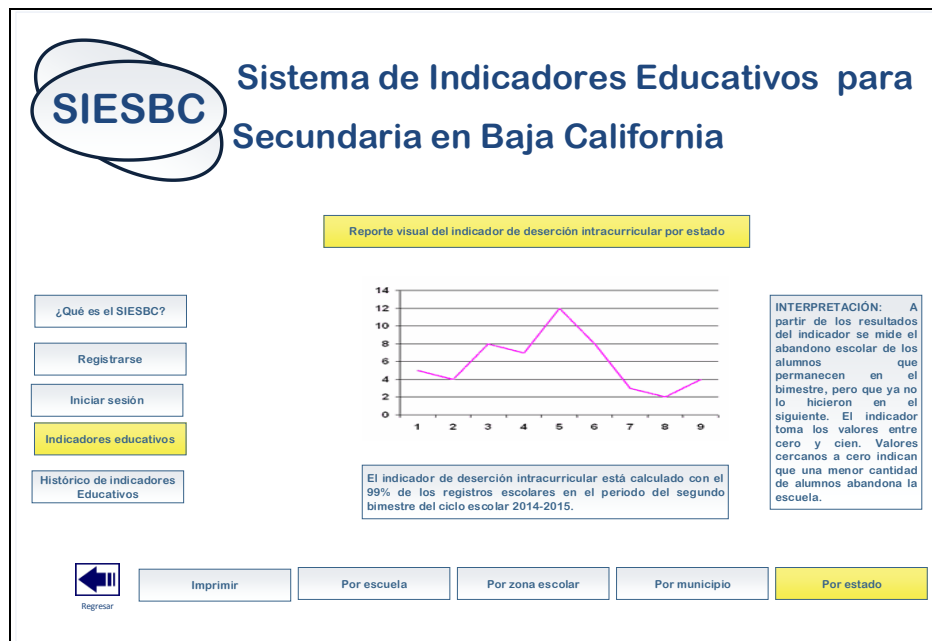 SIESBC
Sistema de Indicadores Educativos para
Secundaria en Baja California
Reporte visual del indicador de deserción intracurricular por estado
¿Qué es el SIESBC?
Registrarse
Iniciar sesión
Indicadores educativos
Histórico de indicadores
Educativos
14
12
10
8
6
4
2
0
1 2 3 4 5 6 7 8 9
El indicador de deserción intracurricular está calculado con el
99% de los registros escolares en el periodo del segundo
bimestre del ciclo escolar 2014-2015.
INTERPRETACIÓN: A
partir de los resultados
del indicador se mide el
abandono escolar de los
alumnos que
permanecen en el
bimestre, pero que ya no
lo hicieron en el
siguiente. El indicador
toma los valores entre
cero y cien. Valores
cercanos a cero indican
que una menor cantidad
de alumnos abandona la
escuela.
Regresar
Imprimir
Por escuela
Por zona escolar
Por municipio
Por estado